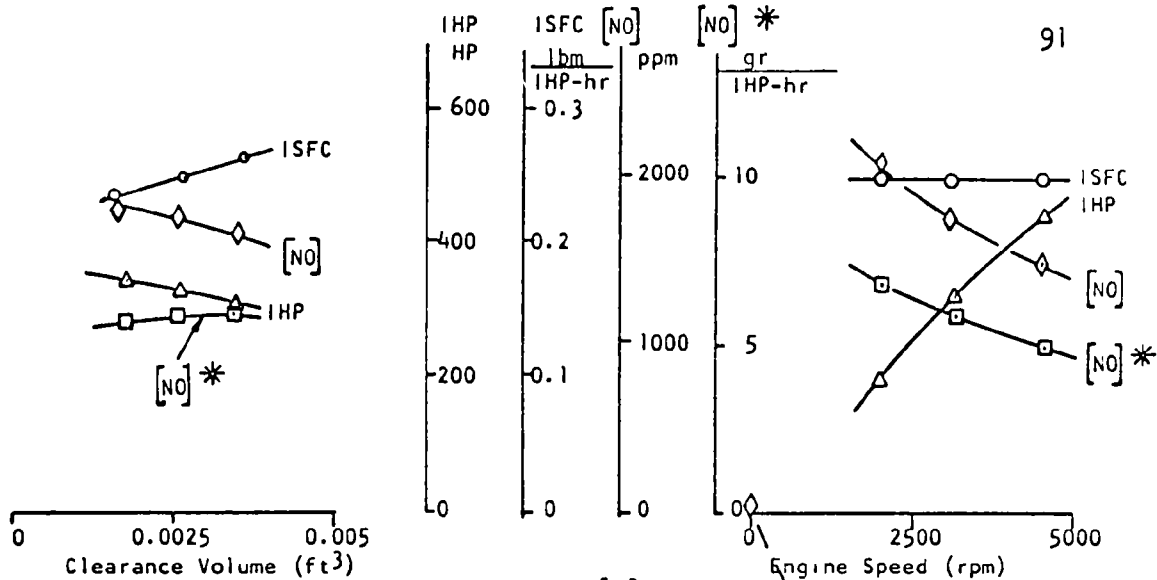 IHP ISFC [NO] [NO] * 91
HP lbm ppm gr
IHP-hr IHP-hr
600 0.3
ISFC
2000 10
ISFC
IHP
400 0.2
[NO]
[NO]
IHP
1000 5
[NO] *
[NO] *
200 0.1
0 0 0 0
0 0.0025 0.005
0 2500 5000
Clearance Volume (ft3)
Engine Speed (rpm)